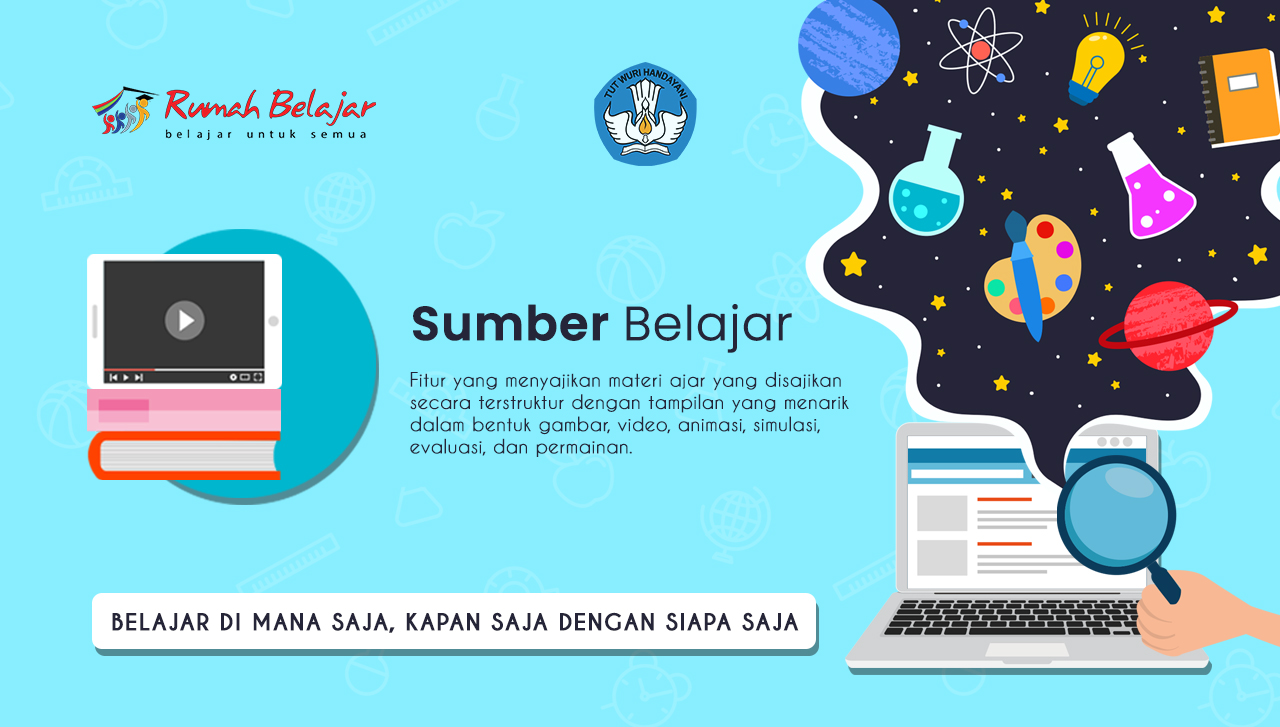 Rumah Belajar
belajar untuk semua
TUT WURI HANDAYANI
Sumber Belajar
Fitur yang menyajikan materi ajar yang disajikan
secara terstruktur dengan tampilan yang menarik
dalam bentuk gambar, video, animasi, simulasi,
evaluasi, dan permainan.
BELAJAR DI MANA SAJA, KAPAN SAJA DENGAN SIAPA SAJA